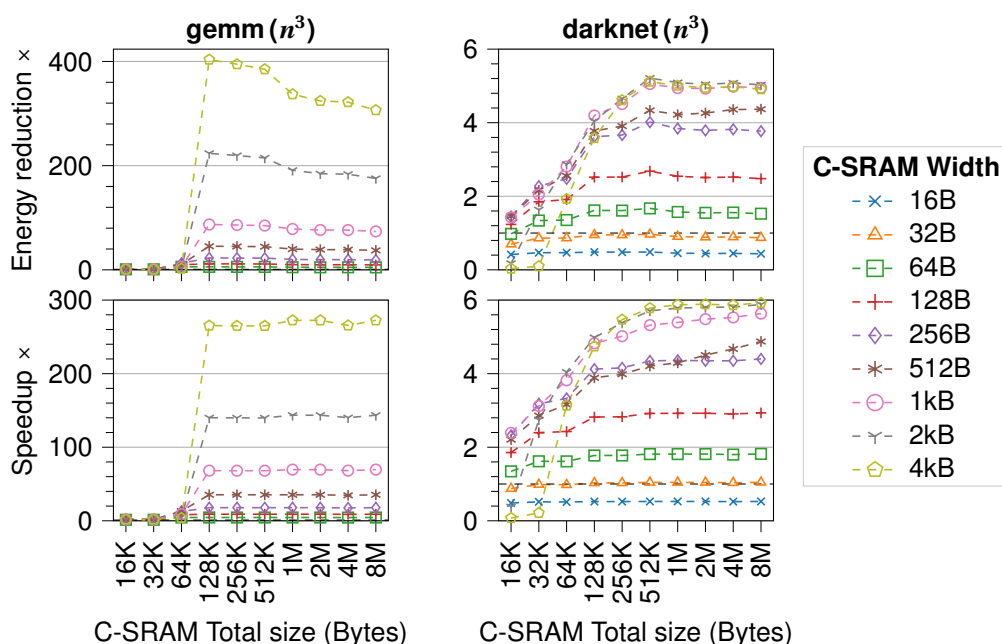 gemm (n³)
darknet (n³)
Energy reduction ×
400
200
0
6
4
2
0
Speedup ×
300
200
100
0
6
4
2
0
16K
32K
64K
128K
256K
512K
1M
2M
4M
8M
16K
32K
64K
128K
256K
512K
1M
2M
4M
8M
C-SRAM Total size (Bytes)
C-SRAM Total size (Bytes)
C-SRAM Width
16B
32B
64B
128B
256B
512B
1kB
2kB
4kB